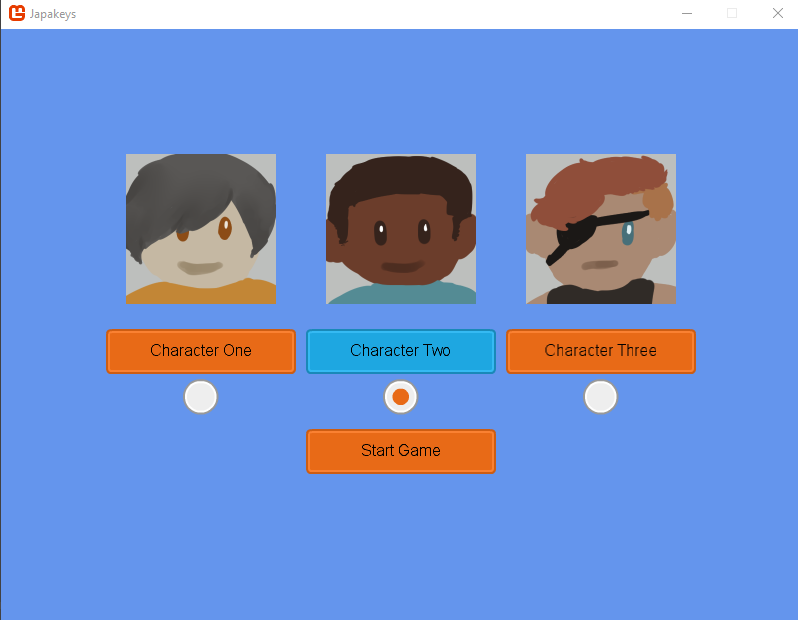 Japakeys
Character One
Character Two
Character Three
Start Game